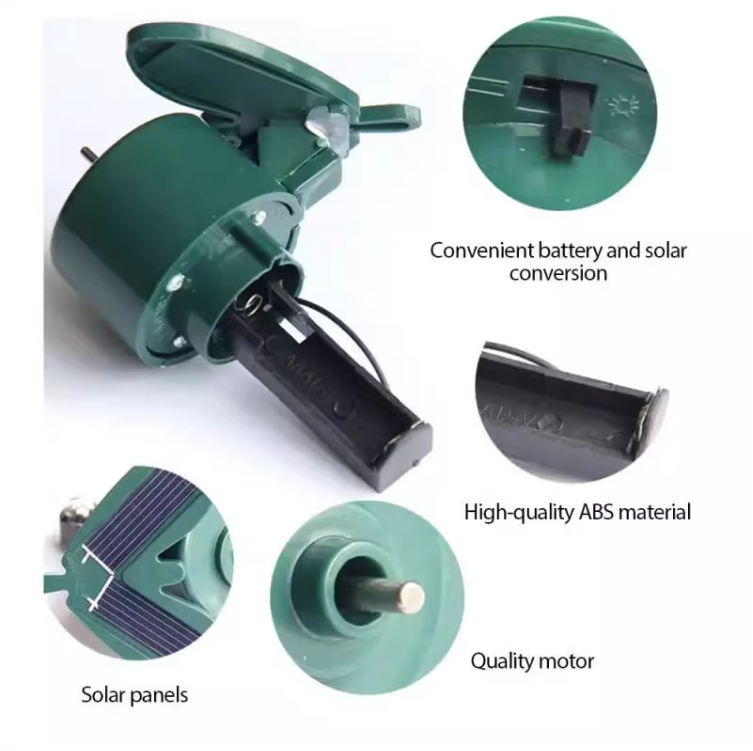 Convenient battery and solar
conversion
High-quality ABS material
Quality motor
Solar panels